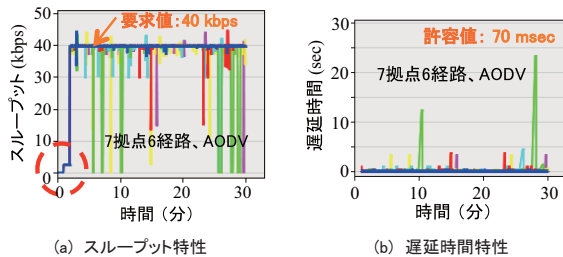 要求値:40 kbps
スループット (kbps)
50
40
30
20
10
0
7拠点6経路、AODV
0 10 20 30
時間 (分)
(a) スループット特性
許容値: 70 msec
遅延時間 (sec)
30
20
10
0
7拠点6経路、AODV
0 10 20 30
時間 (分)
(b) 遅延時間特性